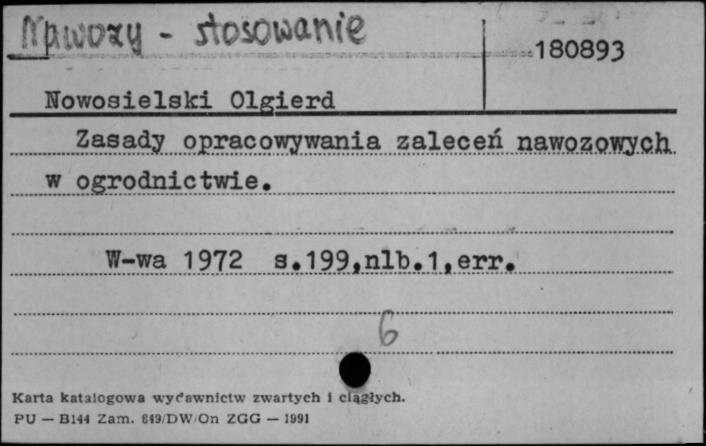 Nawozy - stosowanie
180893
Nowosielski Olgierd
Zasady opracowywania zaleceń nawozowych
w ogrodnictwie.
W-wa 1972 s.199,nlb.1,err.
6
Karta katalogowa wydawnictw zwartych i ciągłych.
PU — B144 Zam. 849/DW/On ZGG — 1991